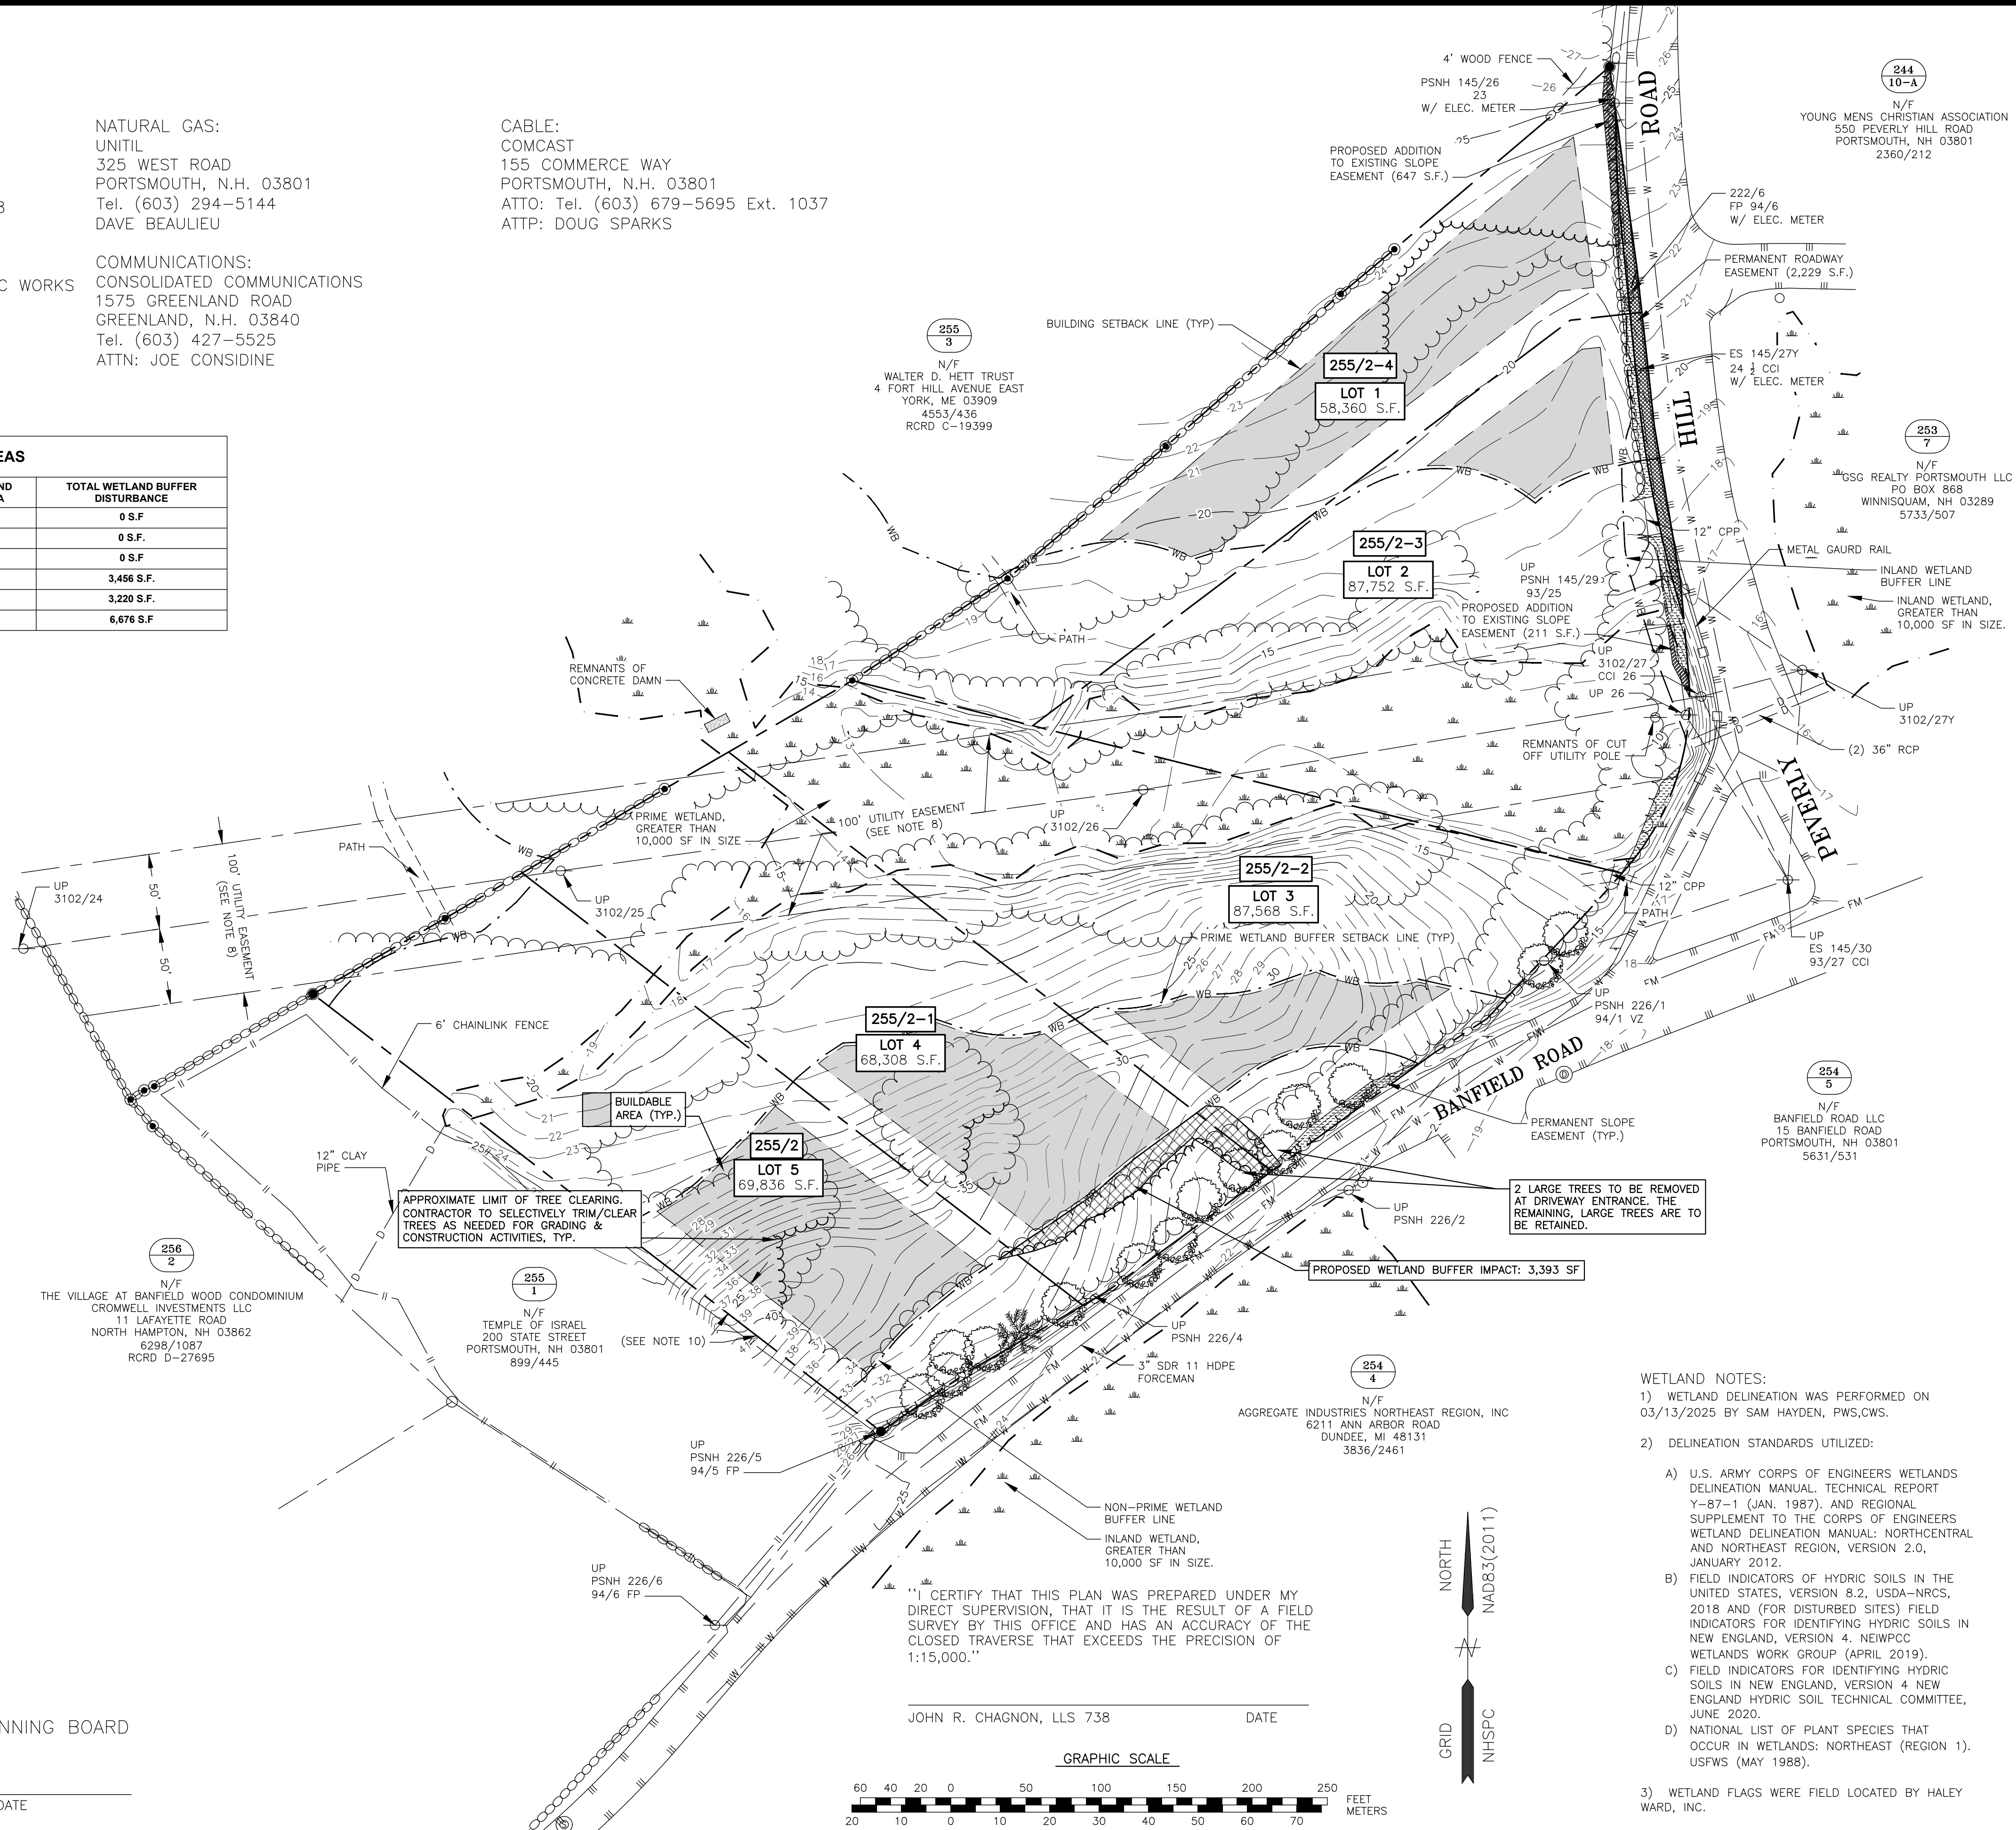 NATURAL GAS:
UNITIL
325 WEST ROAD
PORTSMOUTH, N.H. 03801
Tel. (603) 294-5144
DAVE BEAULIEU
CABLE:
COMCAST
155 COMMERCE WAY
PORTSMOUTH, N.H. 03801
ATTO: Tel. (603) 679-5695 Ext. 1037
ATTP: DOUG SPARKS
C WORKS
COMMUNICATIONS:
CONSOLIDATED COMMUNICATIONS
1575 GREENLAND ROAD
GREENLAND, N.H. 03840
Tel. (603) 427-5525
ATTN: JOE CONSIDINE
EAS
TOTAL WETLAND BUFFER
DISTURBANCE
0 S.F
0 S.F.
0 S.F
3,456 S.F.
3,220 S.F.
6,676 S.F
4' WOOD FENCE
PSNH 145/26
23
W/ ELEC. METER
PROPOSED ADDITION
TO EXISTING SLOPE
EASEMENT (647 S.F.)
ROAD
244
10-A
N/F
YOUNG MENS CHRISTIAN ASSOCIATION
550 PEVERLY HILL ROAD
PORTSMOUTH, NH 03801
2360/212
222/6
FP 94/6
W/ ELEC. METER
PERMANENT ROADWAY
EASEMENT (2,229 S.F.)
BUILDING SETBACK LINE (TYP)
255
3
N/F
WALTER D. HETT TRUST
4 FORT HILL AVENUE EAST
YORK, ME 03909
4553/436
RCRD C-19399
255/2-4
LOT 1
58,360 S.F.
ES 145/27Y
24 ½ CCI
W/ ELEC. METER
HILL
253
7
N/F
GSG REALTY PORTSMOUTH LLC
PO BOX 868
WINNISQUAM, NH 03289
5733/507
12" CPP
METAL GAURD RAIL
INLAND WETLAND
BUFFER LINE
INLAND WETLAND,
GREATER THAN
10,000 SF IN SIZE.
255/2-3
LOT 2
87,752 S.F.
UP
PSNH 145/29
93/25
PROPOSED ADDITION
TO EXISTING SLOPE
EASEMENT (211 S.F.)
PATH
REMNANTS OF
CONCRETE DAMN
UP
3102/27
CCI 26
UP 26
UP
3102/27Y
REMNANTS OF CUT
OFF UTILITY POLE
(2) 36" RCP
PEVERLY
PRIME WETLAND,
GREATER THAN
10,000 SF IN SIZE
100' UTILITY EASEMENT
(SEE NOTE 8)
UP
3102/26
PATH
100' UTILITY EASEMENT
(SEE NOTE 8)
50'
50'
UP
3102/24
UP
3102/25
255/2-2
LOT 3
87,568 S.F.
12" CPP
PATH
PRIME WETLAND BUFFER SETBACK LINE (TYP)
UP
ES 145/30
93/27 CCI
UP
PSNH 226/1
94/1 VZ
6' CHAINLINK FENCE
255/2-1
LOT 4
68,308 S.F.
BANFIELD ROAD
254
5
N/F
BANFIELD ROAD LLC
15 BANFIELD ROAD
PORTSMOUTH, NH 03801
5631/531
BUILDABLE
AREA (TYP.)
PERMANENT SLOPE
EASEMENT (TYP.)
255/2
LOT 5
69,836 S.F.
12" CLAY
PIPE
APPROXIMATE LIMIT OF TREE CLEARING.
CONTRACTOR TO SELECTIVELY TRIM/CLEAR
TREES AS NEEDED FOR GRADING &
CONSTRUCTION ACTIVITIES, TYP.
2 LARGE TREES TO BE REMOVED
AT DRIVEWAY ENTRANCE. THE
REMAINING, LARGE TREES ARE TO
BE RETAINED.
UP
PSNH 226/2
PROPOSED WETLAND BUFFER IMPACT: 3,393 SF
256
2
N/F
THE VILLAGE AT BANFIELD WOOD CONDOMINIUM
CROMWELL INVESTMENTS LLC
11 LAFAYETTE ROAD
NORTH HAMPTON, NH 03862
6298/1087
RCRD D-27695
255
1
N/F
TEMPLE OF ISRAEL
200 STATE STREET
PORTSMOUTH, NH 03801
899/445
(SEE NOTE 10)
UP
PSNH 226/4
3" SDR 11 HDPE
FORCEMAN
254
4
N/F
AGGREGATE INDUSTRIES NORTHEAST REGION, INC
6211 ANN ARBOR ROAD
DUNDEE, MI 48131
3836/2461
UP
PSNH 226/5
94/5 FP
NON-PRIME WETLAND
BUFFER LINE
INLAND WETLAND,
GREATER THAN
10,000 SF IN SIZE.
UP
PSNH 226/6
94/6 FP
"I CERTIFY THAT THIS PLAN WAS PREPARED UNDER MY
DIRECT SUPERVISION, THAT IT IS THE RESULT OF A FIELD
SURVEY BY THIS OFFICE AND HAS AN ACCURACY OF THE
CLOSED TRAVERSE THAT EXCEEDS THE PRECISION OF
1:15,000."
JOHN R. CHAGNON, LLS 738 DATE
NNING BOARD
DATE
GRAPHIC SCALE
60 40 20 0 50 100 150 200 250
FEET
METERS
20 10 0 10 20 30 40 50 60 70
GRID NORTH
NHSPC NAD83(2011)
WETLAND NOTES:
1) WETLAND DELINEATION WAS PERFORMED ON
03/13/2025 BY SAM HAYDEN, PWS,CWS.
2) DELINEATION STANDARDS UTILIZED:
A) U.S. ARMY CORPS OF ENGINEERS WETLANDS
DELINEATION MANUAL. TECHNICAL REPORT
Y-87-1 (JAN. 1987). AND REGIONAL
SUPPLEMENT TO THE CORPS OF ENGINEERS
WETLAND DELINEATION MANUAL: NORTHCENTRAL
AND NORTHEAST REGION, VERSION 2.0,
JANUARY 2012.
B) FIELD INDICATORS OF HYDRIC SOILS IN THE
UNITED STATES, VERSION 8.2, USDA-NRCS,
2018 AND (FOR DISTURBED SITES) FIELD
INDICATORS FOR IDENTIFYING HYDRIC SOILS IN
NEW ENGLAND, VERSION 4. NEIWPCC
WETLANDS WORK GROUP (APRIL 2019).
C) FIELD INDICATORS FOR IDENTIFYING HYDRIC
SOILS IN NEW ENGLAND, VERSION 4 NEW
ENGLAND HYDRIC SOIL TECHNICAL COMMITTEE,
JUNE 2020.
D) NATIONAL LIST OF PLANT SPECIES THAT
OCCUR IN WETLANDS: NORTHEAST (REGION 1).
USFWS (MAY 1988).
3) WETLAND FLAGS WERE FIELD LOCATED BY HALEY
WARD, INC.